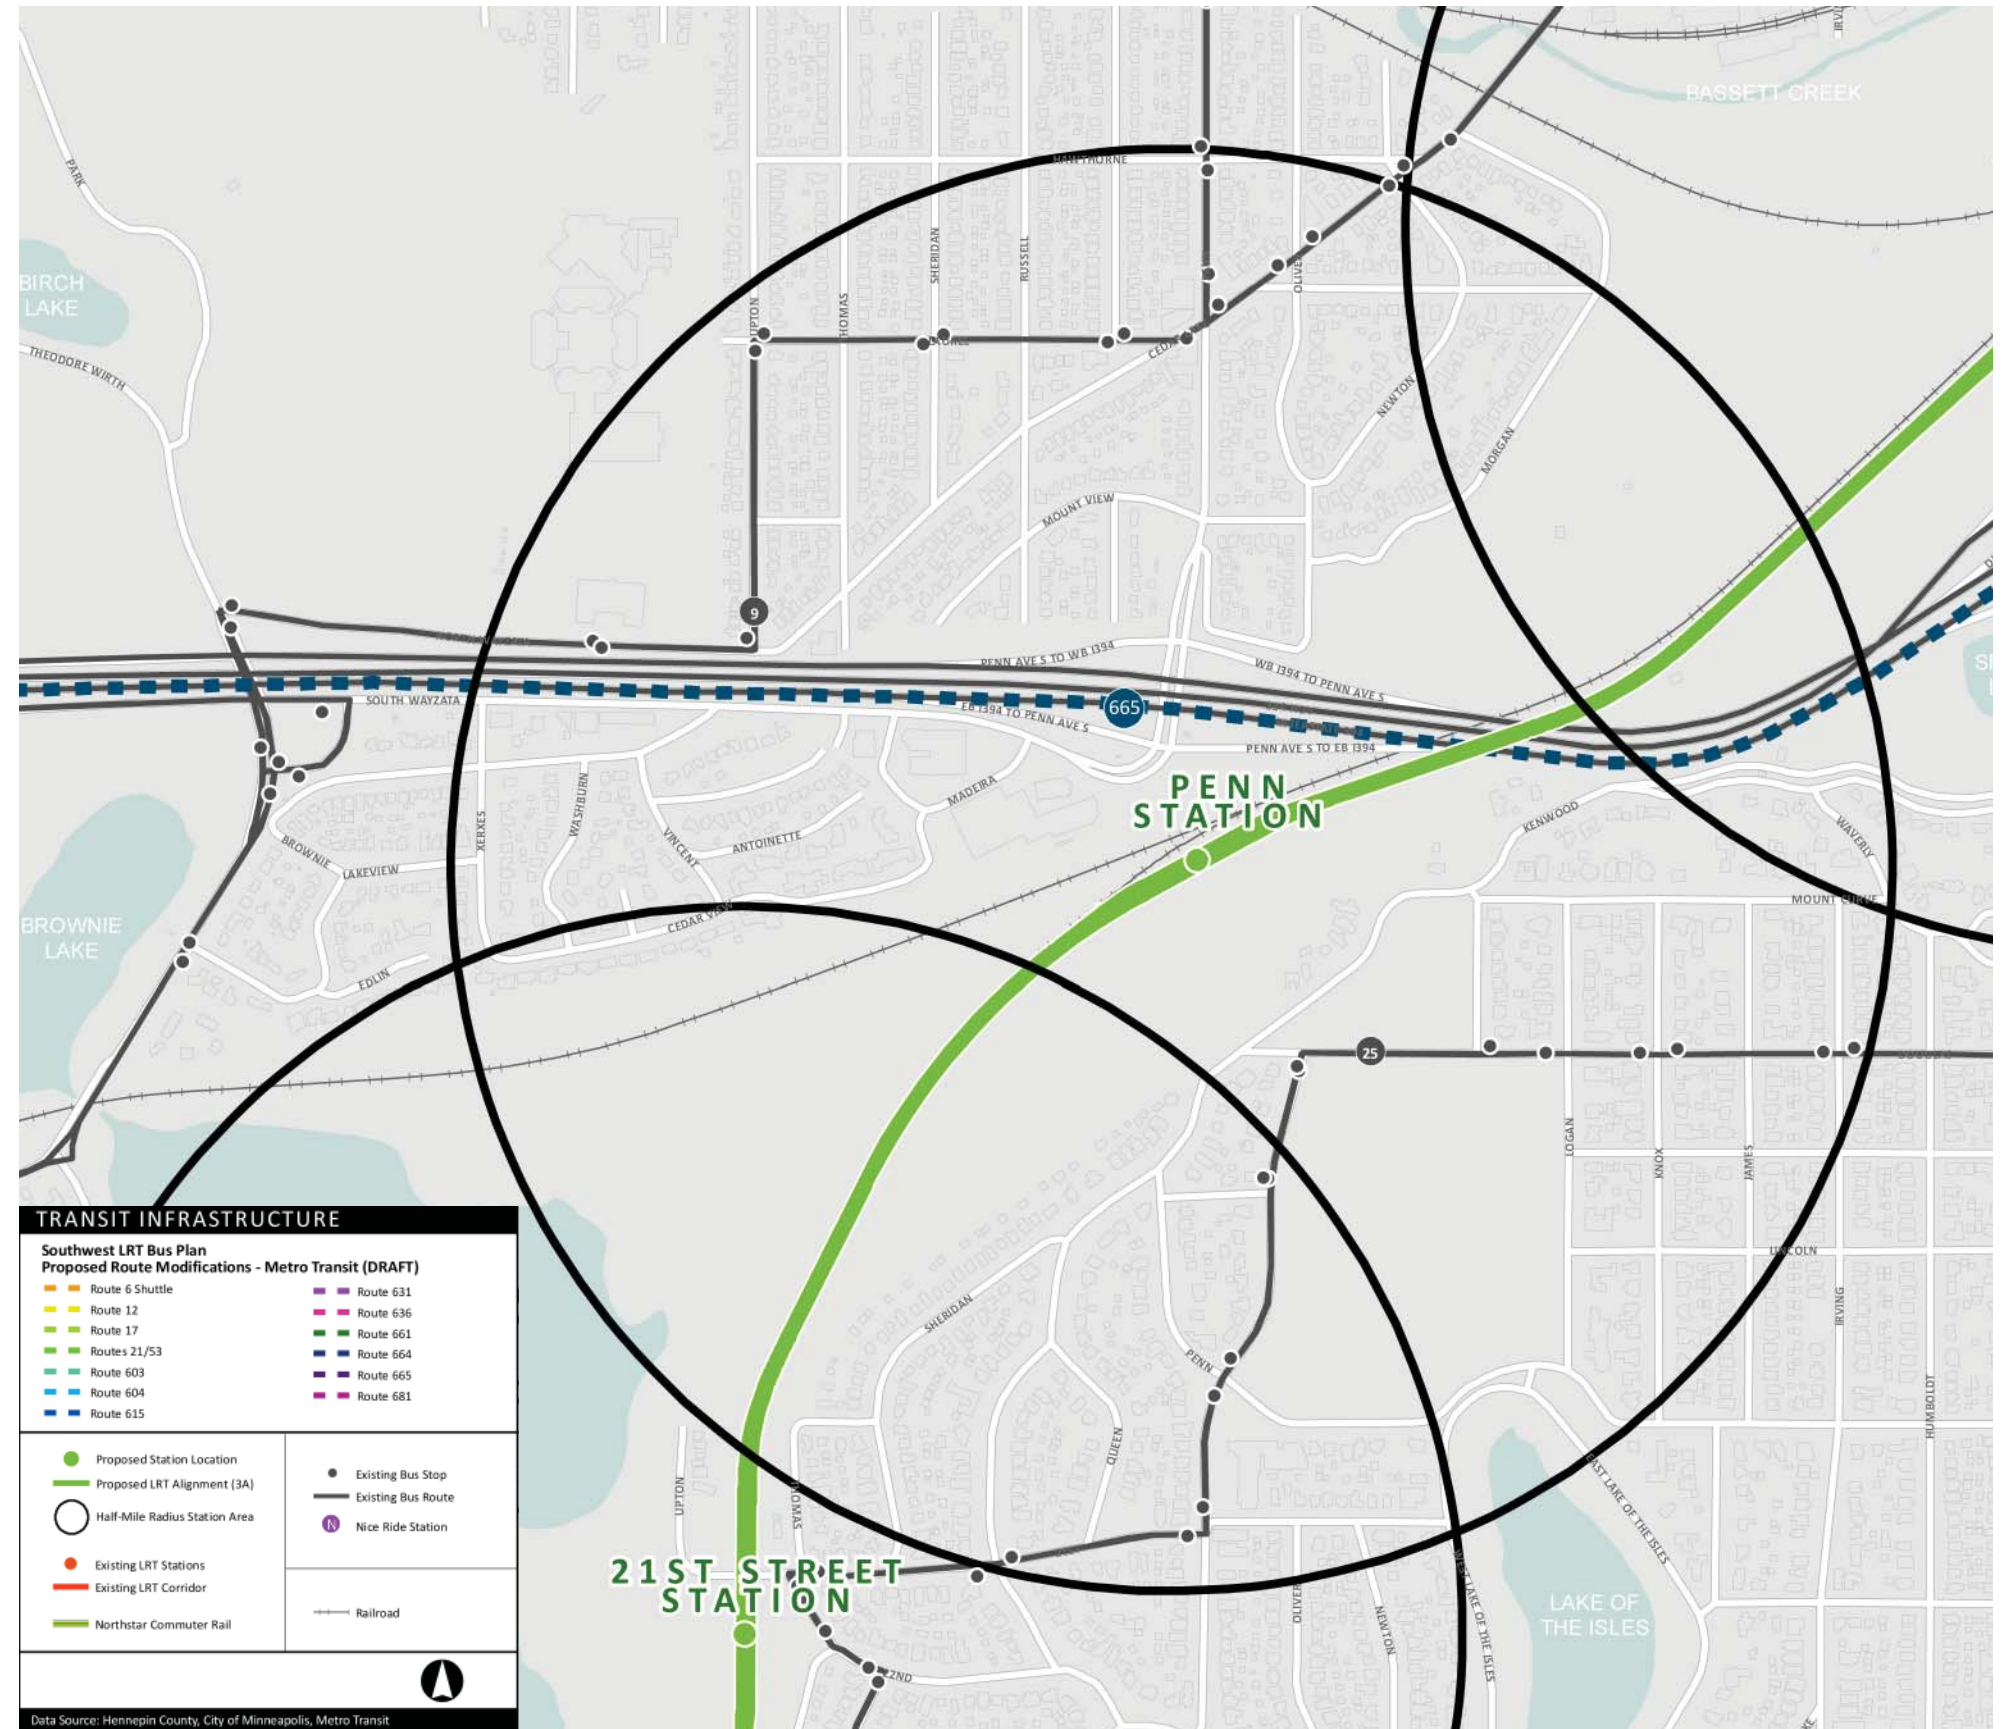 IRVING
BASSETT CREEK
PARK
HAWTHORNE
BIRCH
LAKE
SHERIDAN
RUSSELL
OLIVER
UPTON
THOMAS
LAUREL
CEDAR
THEODORE WIRTH
NEWTON
MORGAN
MOUNT VIEW
9
PENN AVE S TO WB I394
WB I394 TO PENN AVE S
SOUTH WAYZATA
665
EB I394 TO PENN AVE S
PENN AVE S TO EB I394
PENN
STATION
MADEIRA
KENWOOD
WASHBURN
XERXES
VINCENT
ANTOINETTE
WAVERLY
BROWNIE
LAKEVIEW
MOUNT CURVE
CEDAR VIEW
BROWNIE
LAKE
EDLIN
25
DOUGLAS
LOGAN
KNOX
JAMES
LINCOLN
IRVING
SHERIDAN
PENN
HUMBOLDT
QUEEN
UPTON
THOMAS
EAST LAKE OF THE ISLES
WEST LAKE OF THE ISLES
21ST STREET
STATION
OLIVER
NEWTON
LAKE OF
THE ISLES
22ND
TRANSIT INFRASTRUCTURE
Southwest LRT Bus Plan
Proposed Route Modifications - Metro Transit (DRAFT)
Route 6 Shuttle
Route 12
Route 17
Routes 21/53
Route 603
Route 604
Route 615
Route 631
Route 636
Route 661
Route 664
Route 665
Route 681
Proposed Station Location
Proposed LRT Alignment (3A)
Half-Mile Radius Station Area
Existing LRT Stations
Existing LRT Corridor
Northstar Commuter Rail
Existing Bus Stop
Existing Bus Route
N
Nice Ride Station
Railroad
Data Source: Hennepin County, City of Minneapolis, Metro Transit